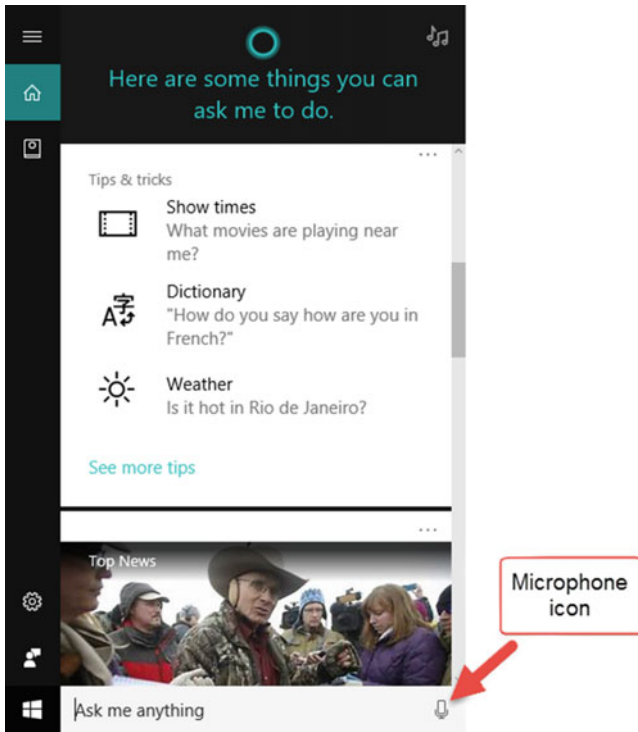 Here are some things you can
ask me to do.
Tips & tricks
Show times
What movies are playing near
me?
A字
Dictionary
"How do you say how are you in
French?"
Weather
Is it hot in Rio de Janeiro?
See more tips
Top News
Microphone
icon
Ask me anything